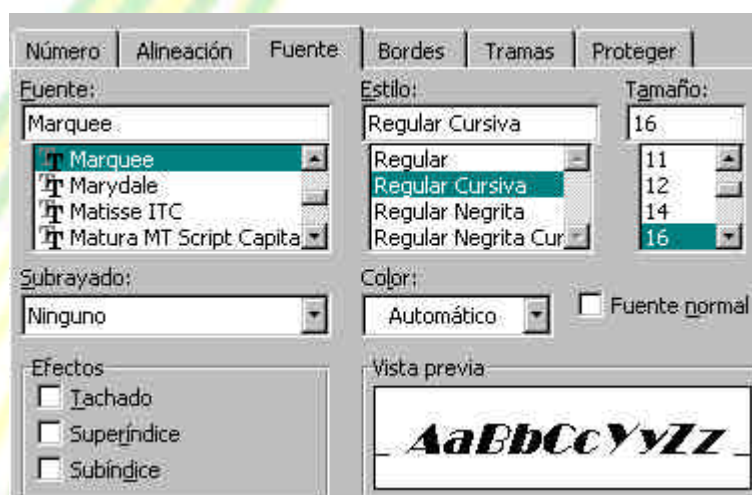 Número Alineación Fuente Bordes Tramas Proteger
Fuente: Estilo: Tamaño:
Marquee Regular Cursiva 16
Marquee Regular 11
Marydale Regular Cursiva 12
Matisse ITC Regular Negrita 14
Matura MT Script Capita Regular Negrita Cur 16
Subrayado: Color:
Ninguno Automático Fuente normal
Efectos Vista previa
Tachado
Superíndice AaBbCcYyZz
Subíndice